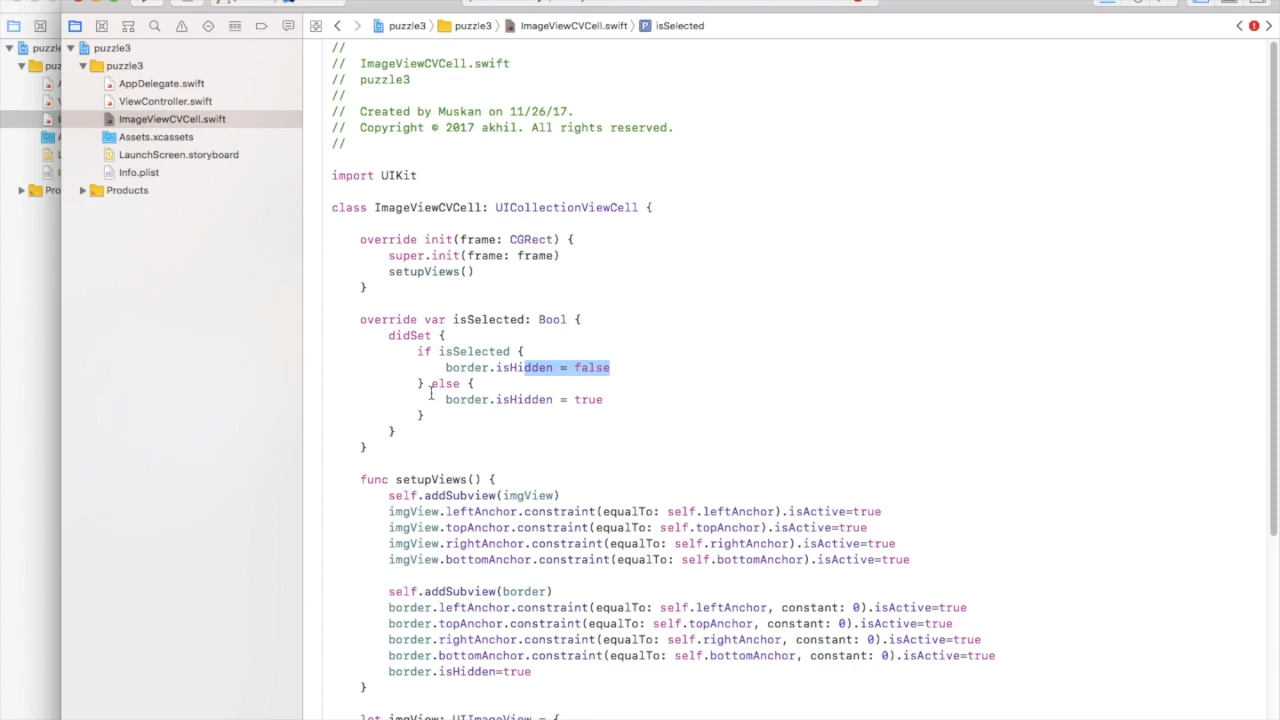 puzzle3 puzzle3 ImageViewCVCell.swift isSelected
puzzle3
puzzle3
AppDelegate.swift
ViewController.swift
ImageViewCVCell.swift
Assets.xcassets
LaunchScreen.storyboard
Info.plist
Products
//
// ImageViewCVCell.swift
// puzzle3
//
// Created by Muskan on 11/26/17.
// Copyright © 2017 akhil. All rights reserved.
//
import UIKit
class ImageViewCVCell: UICollectionViewCell {
override init(frame: CGRect) {
super.init(frame: frame)
setupViews()
}
override var isSelected: Bool {
didSet {
if isSelected {
border.isHidden = false
} else {
border.isHidden = true
}
}
}
func setupViews() {
self.addSubview(imgView)
imgView.leftAnchor.constraint(equalTo: self.leftAnchor).isActive=true
imgView.topAnchor.constraint(equalTo: self.topAnchor).isActive=true
imgView.rightAnchor.constraint(equalTo: self.rightAnchor).isActive=true
imgView.bottomAnchor.constraint(equalTo: self.bottomAnchor).isActive=true
self.addSubview(border)
border.leftAnchor.constraint(equalTo: self.leftAnchor, constant: 0).isActive=true
border.topAnchor.constraint(equalTo: self.topAnchor, constant: 0).isActive=true
border.rightAnchor.constraint(equalTo: self.rightAnchor, constant: 0).isActive=true
border.bottomAnchor.constraint(equalTo: self.bottomAnchor, constant: 0).isActive=true
border.isHidden=true
}
let imgView: UIImageView = {